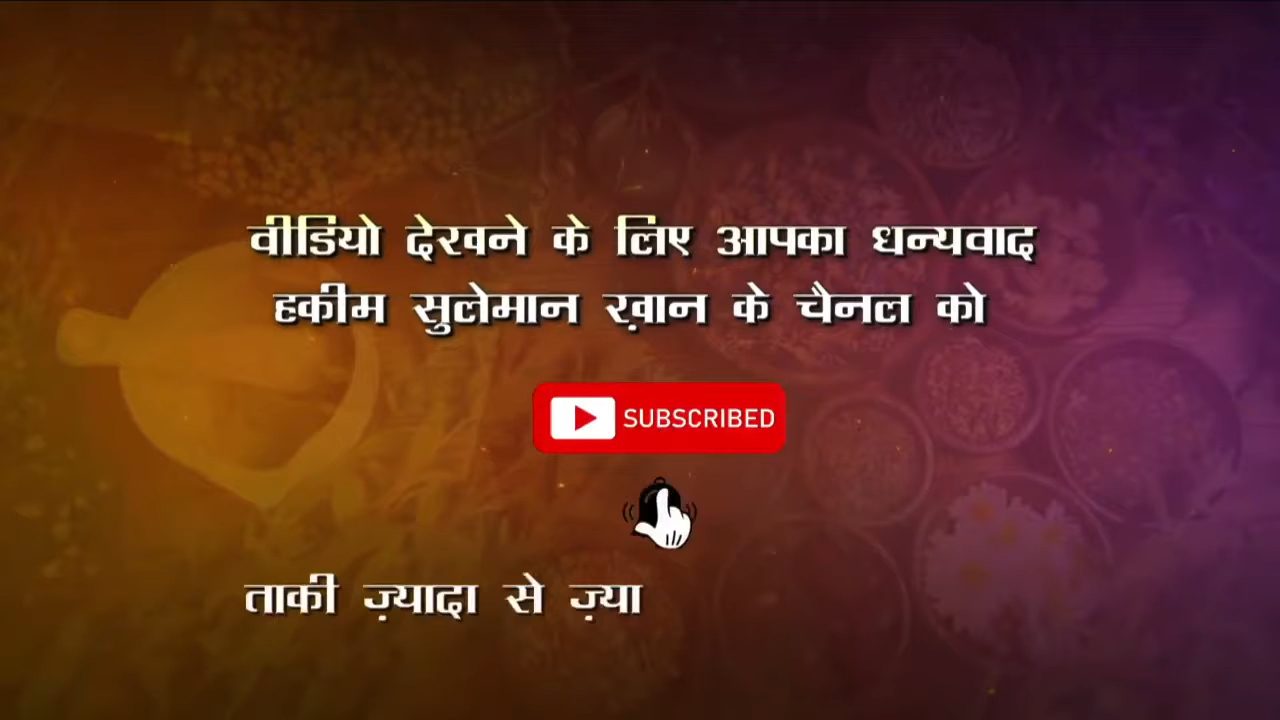 वीडियो देखने के लिए आपका धन्यवाद
हकीम सुलेमान ख़ान के चैनल को
SUBSCRIBED
ताकी ज़्यादा से ज़्या